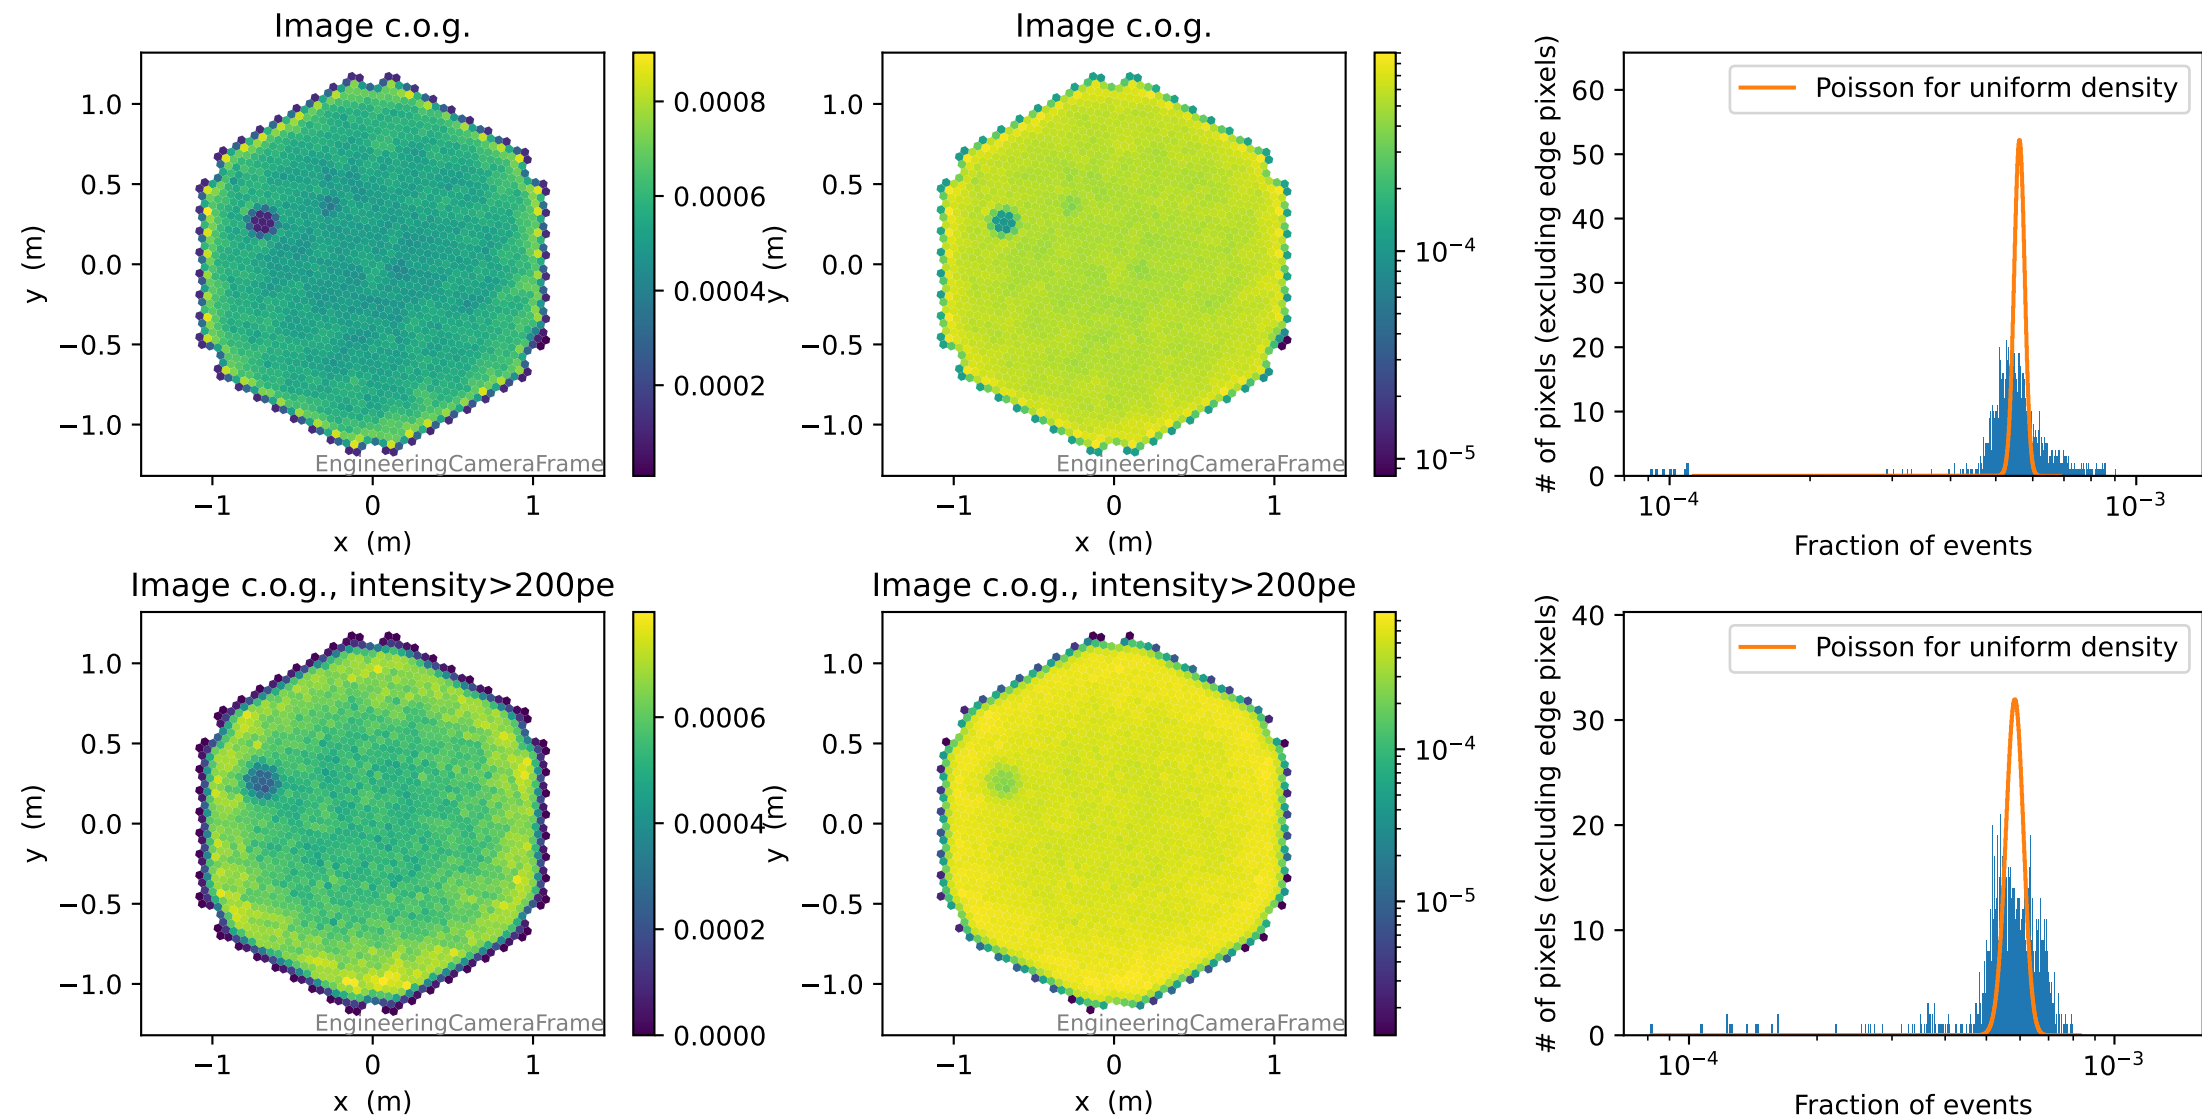 Image c.o.g.
1.0
0.5
0.0
−0.5
−1.0
y (m)
EngineeringCameraFrame
−1
0
1
x (m)
0.0008
0.0006
0.0004
0.0002
Image c.o.g.
1.0
0.5
0.0
−0.5
−1.0
y (m)
EngineeringCameraFrame
−1
0
1
x (m)
10⁻⁴
10⁻⁵
Poisson for uniform density
60
50
40
30
20
10
0
# of pixels (excluding edge pixels)
10⁻⁴
10⁻³
Fraction of events
Image c.o.g., intensity>200pe
1.0
0.5
0.0
−0.5
−1.0
y (m)
EngineeringCameraFrame
−1
0
1
x (m)
0.0006
0.0004
0.0002
0.0000
Image c.o.g., intensity>200pe
1.0
0.5
0.0
−0.5
−1.0
y (m)
EngineeringCameraFrame
−1
0
1
x (m)
10⁻⁴
10⁻⁵
Poisson for uniform density
40
30
20
10
0
# of pixels (excluding edge pixels)
10⁻⁴
10⁻³
Fraction of events